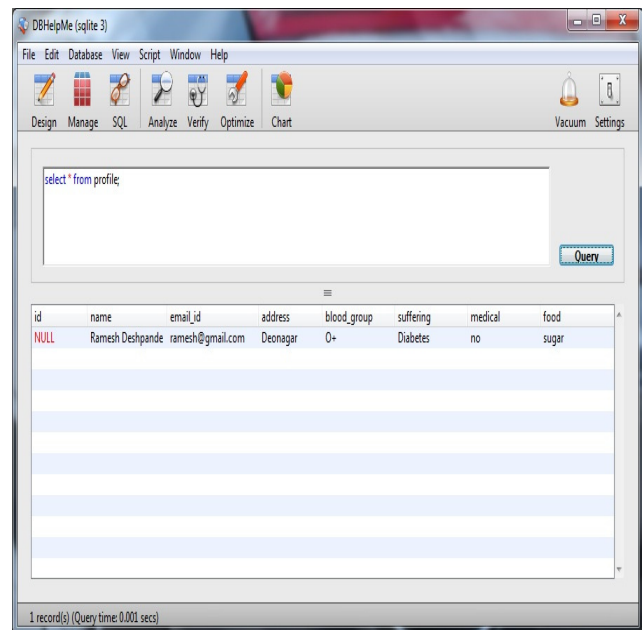 DBHelpMe (sqlite 3)
File Edit Database View Script Window Help
Design Manage SQL Analyze Verify Optimize Chart Vacuum Settings
select * from profile;
Query
id name email_id address blood_group suffering medical food
NULL Ramesh Deshpande ramesh@gmail.com Deonagar O+ Diabetes no sugar
1 record(s) (Query time: 0.001 secs)